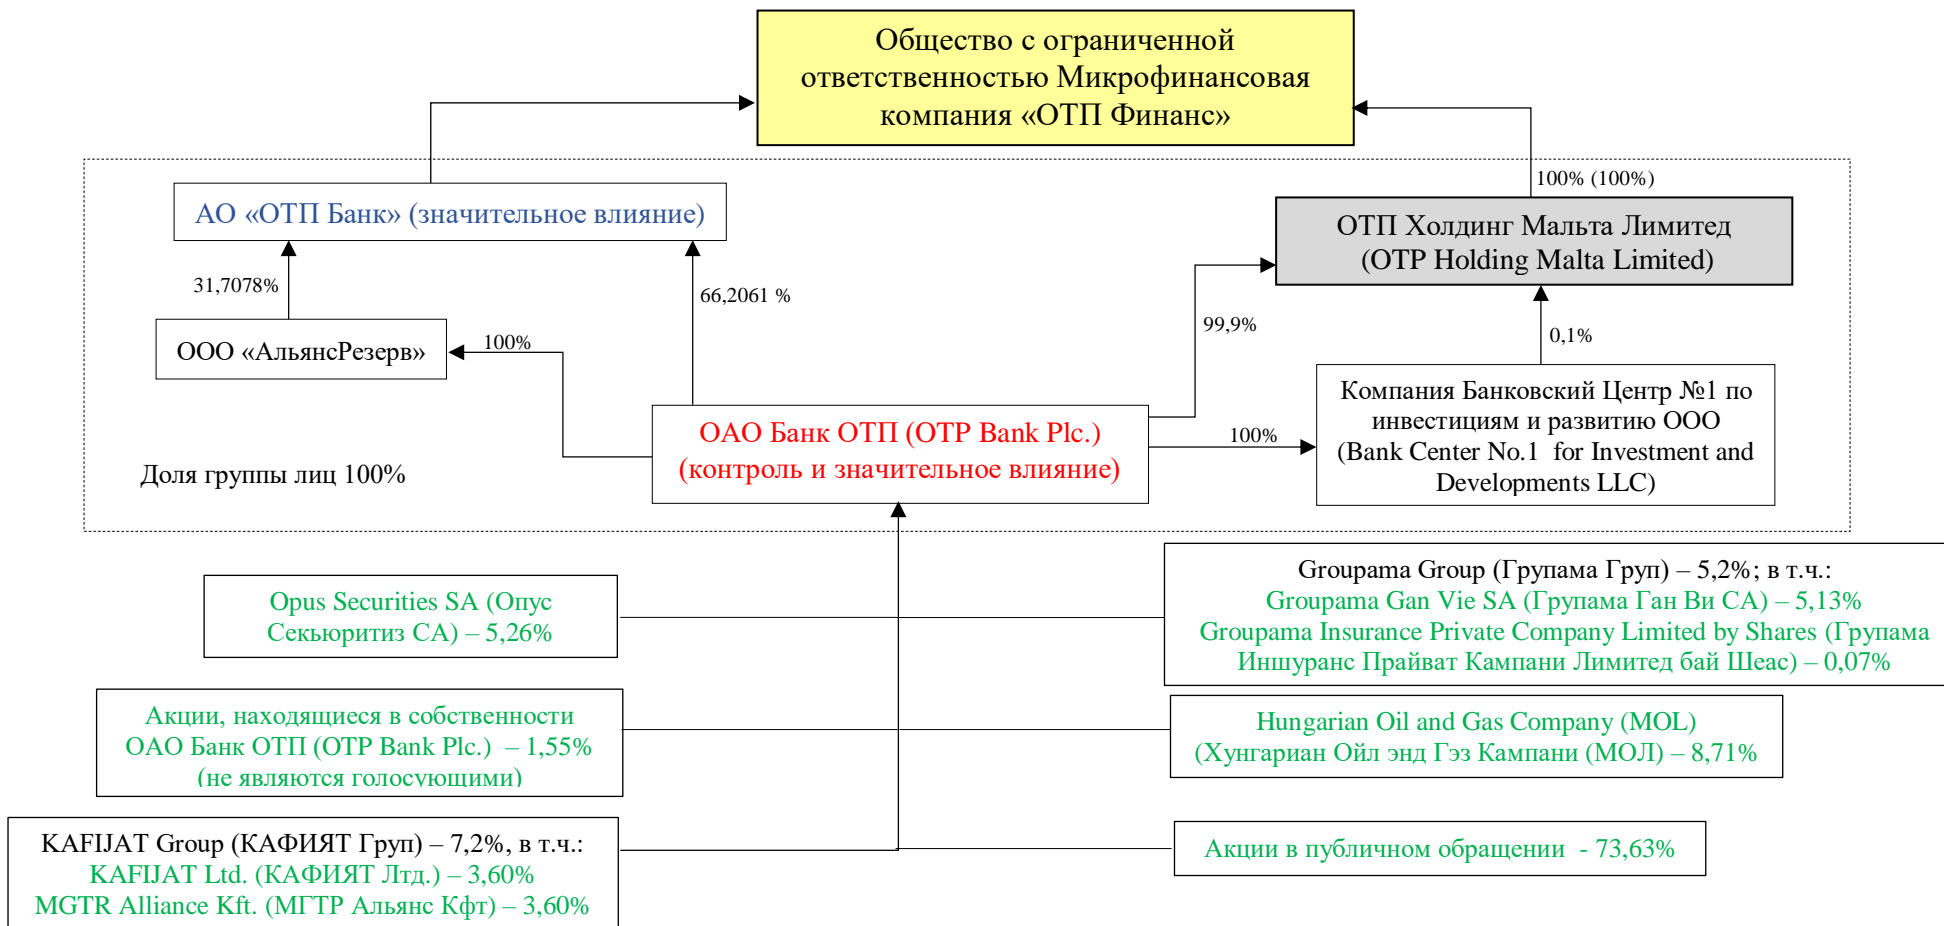 Общество с ограниченной
ответственностью Микрофинансовая
компания «ОТП Финанс»
100% (100%)
АО «ОТП Банк» (значительное влияние)
ОТП Холдинг Мальта Лимитед
(OTP Holding Malta Limited)
31,7078%
66,2061 %
99,9%
0,1%
ООО «АльянсРезерв»
100%
Компания Банковский Центр №1 по
инвестициям и развитию ООО
(Bank Center No.1 for Investment and
Developments LLC)
ОАО Банк ОТП (OTP Bank Plc.)
(контроль и значительное влияние)
100%
Доля группы лиц 100%
Opus Securities SA (Опус
Секьюритиз СА) – 5,26%
Groupama Group (Групама Груп) – 5,2%; в т.ч.:
Groupama Gan Vie SA (Групама Ган Ви СА) – 5,13%
Groupama Insurance Private Company Limited by Shares (Групама
Иншуранс Прайват Кампани Лимитед бай Шеас) – 0,07%
Акции, находящиеся в собственности
ОАО Банк ОТП (OTP Bank Plc.) – 1,55%
(не являются голосующими)
Hungarian Oil and Gas Company (MOL)
(Хунгариан Ойл энд Гэз Кампани (МОЛ) – 8,71%
KAFIJAT Group (КАФИЯТ Груп) – 7,2%, в т.ч.:
KAFIJAT Ltd. (КАФИЯТ Лтд.) – 3,60%
MGTR Alliance Kft. (МГТР Альянс Кфт) – 3,60%
Акции в публичном обращении - 73,63%